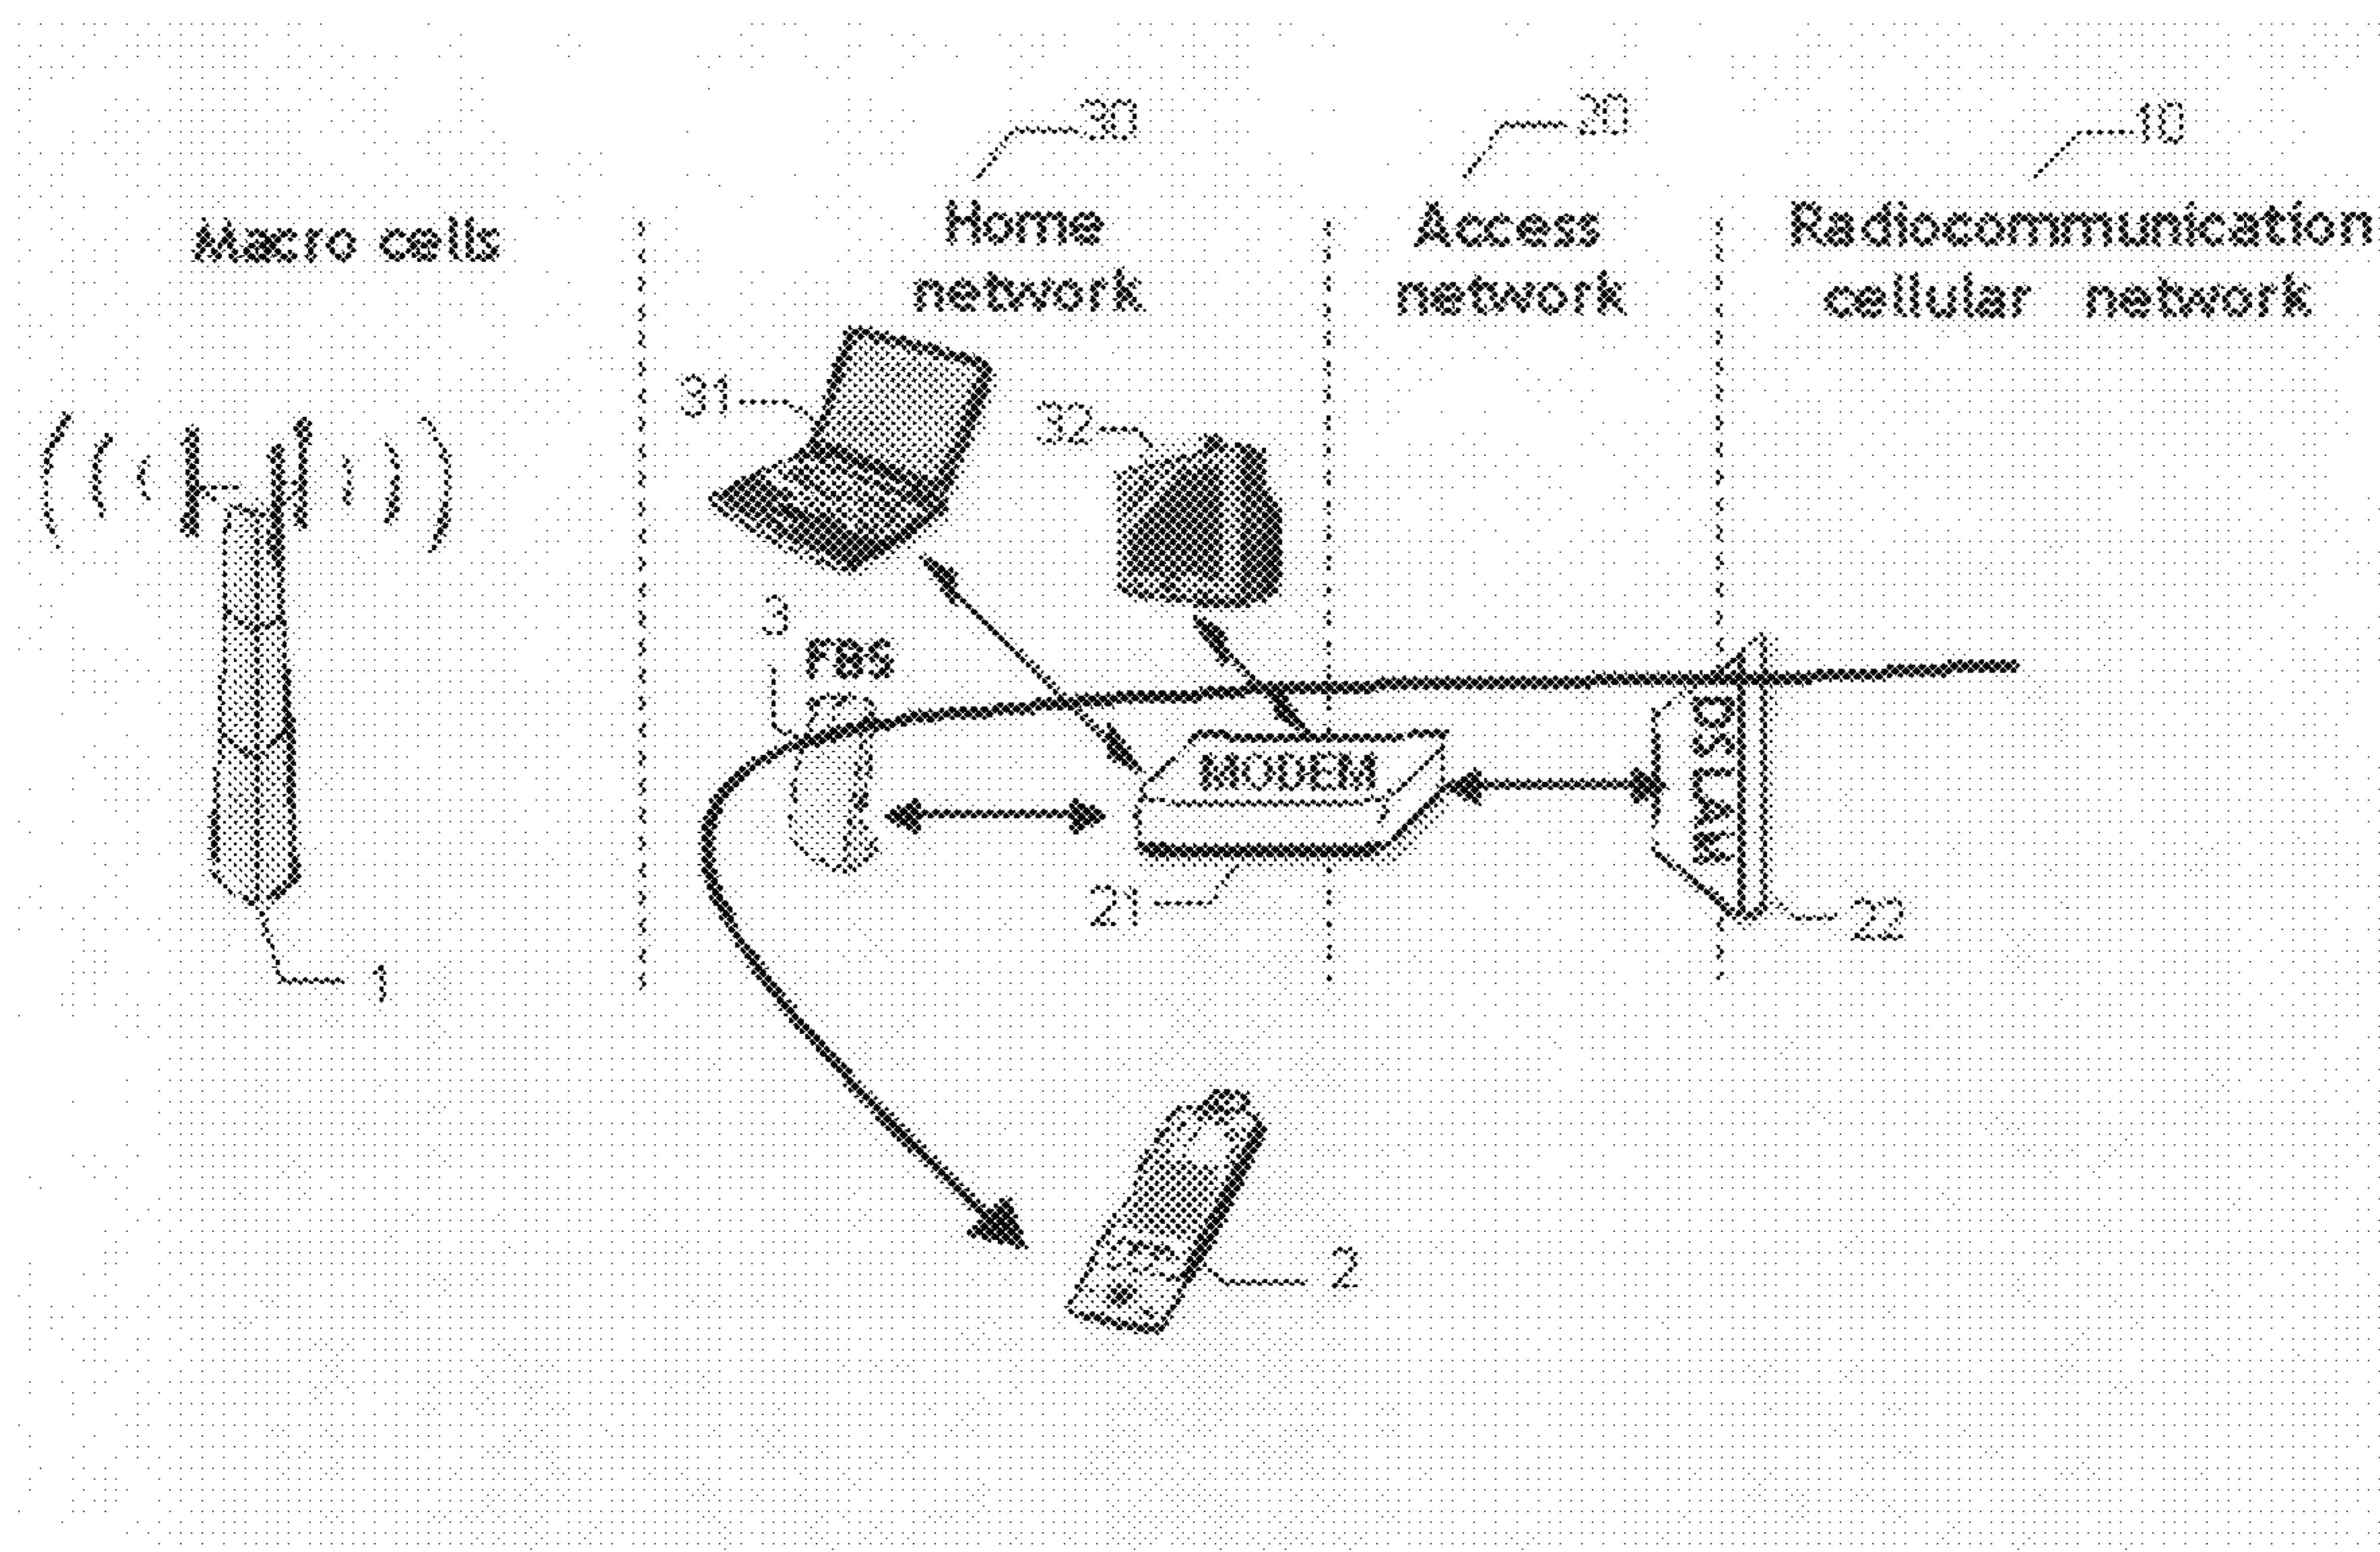 30
20
10
Macro cells
Home
network
Access
network
Radiocommunication
cellular network
31
32
3
FBS
MODEM
DSLAM
21
22
1
2